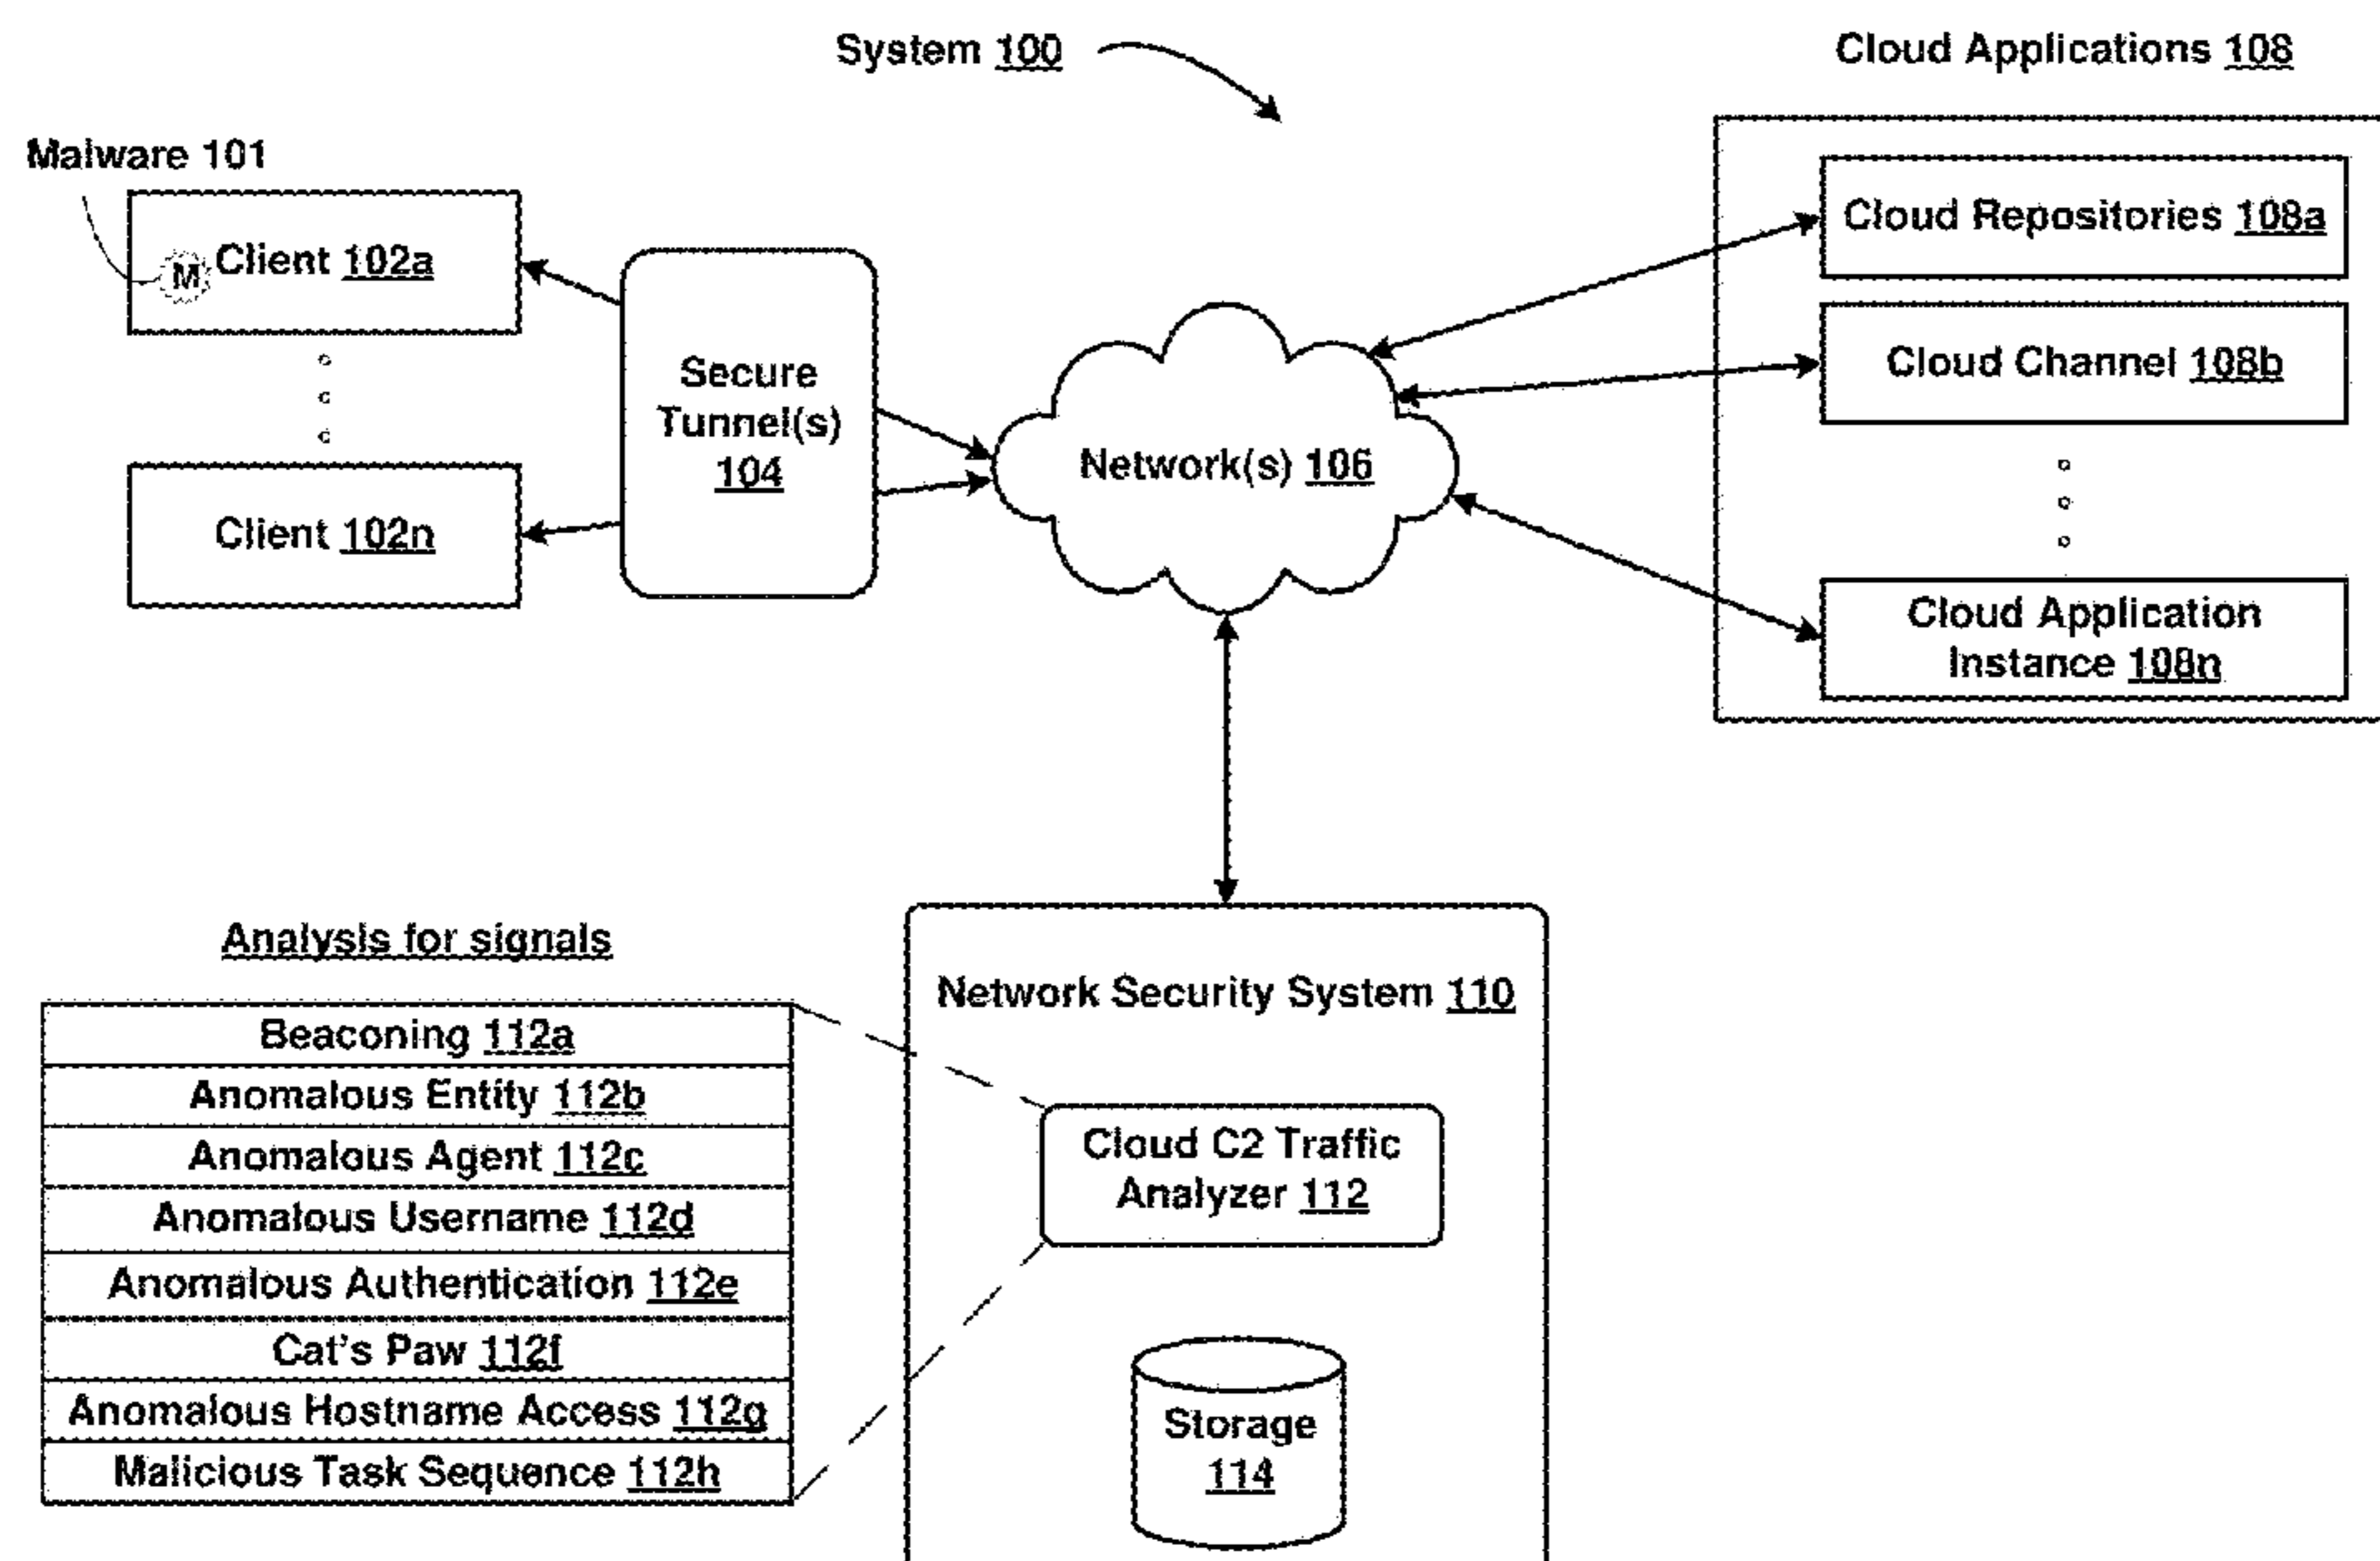 System 100
Cloud Applications 108
Malware 101
M
Client 102a
Client 102n
Secure
Tunnel(s)
104
Network(s) 106
Cloud Repositories 108a
Cloud Channel 108b
Cloud Application
Instance 108n
Analysis for signals
Beaconing 112a
Anomalous Entity 112b
Anomalous Agent 112c
Anomalous Username 112d
Anomalous Authentication 112e
Cat's Paw 112f
Anomalous Hostname Access 112g
Malicious Task Sequence 112h
Network Security System 110
Cloud C2 Traffic
Analyzer 112
Storage
114